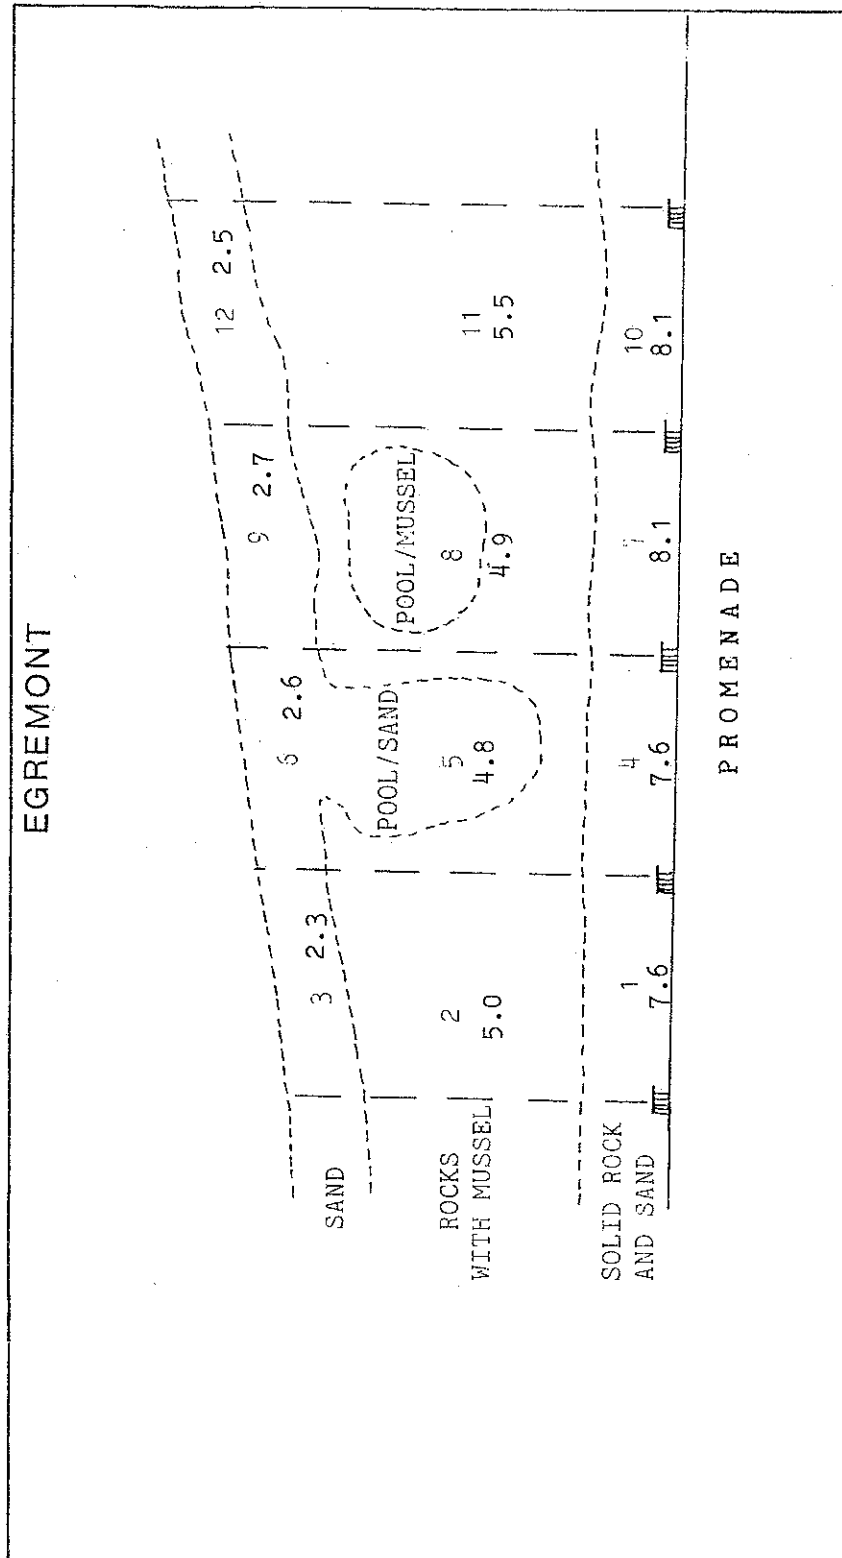 EGREMONT
12 2.5
9 2.7
6 2.6
3 2.3
SAND
POOL/MUSSEL
POOL/SAND
11
5.5
8
4.9
5
4.8
2
5.0
ROCKS
WITH MUSSEL
10
8.1
7
8.1
4
7.6
1
7.6
SOLID ROCK
AND SAND
PROMENADE